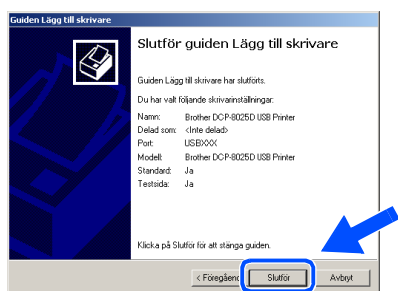 Guiden Lägg till skrivare
Slutför guiden Lägg till skrivare
Guiden Lägg till skrivare har slutförts.
Du har valt följande skrivarinställningar:
Namn: Brother DCP-8025D USB Printer
Delad som: <Inte delad>
Port: USBXXX
Modell: Brother DCP-8025D USB Printer
Standard: Ja
Testsida: Ja
Klicka på Slutför för att stänga guiden.
< Föregåend Slutför Avbryt